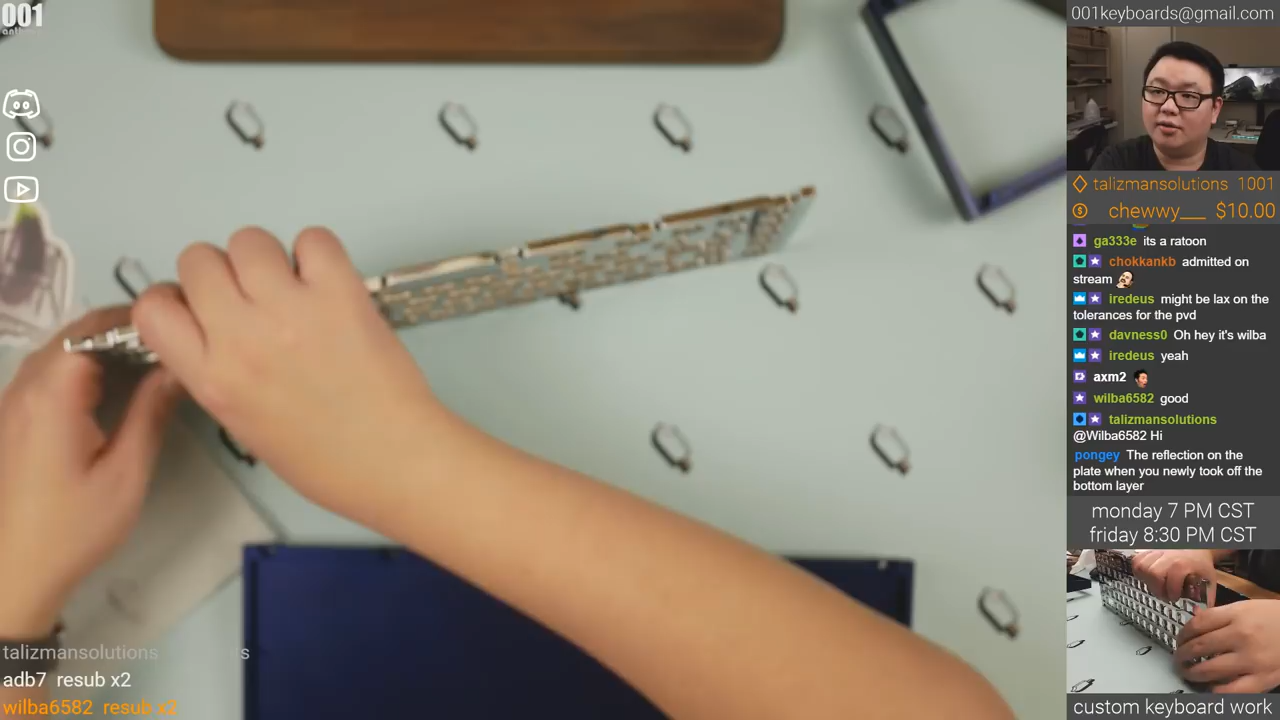 001
001keyboards@gmail.com
talizmansolutions 1001
chewwy___ $10.00
ga333e its a ratoon
chokkankb admitted on
stream
iredeus might be lax on the
tolerances for the pvd
davness0 Oh hey it's wilba
iredeus yeah
axm2
wilba6582 good
talizmansolutions
@Wilba6582 Hi
pongey The reflection on the
plate when you newly took off the
bottom layer
monday 7 PM CST
friday 8:30 PM CST
talizmansolutions
adb7 resub x2
wilba6582 resub x2
custom keyboard work